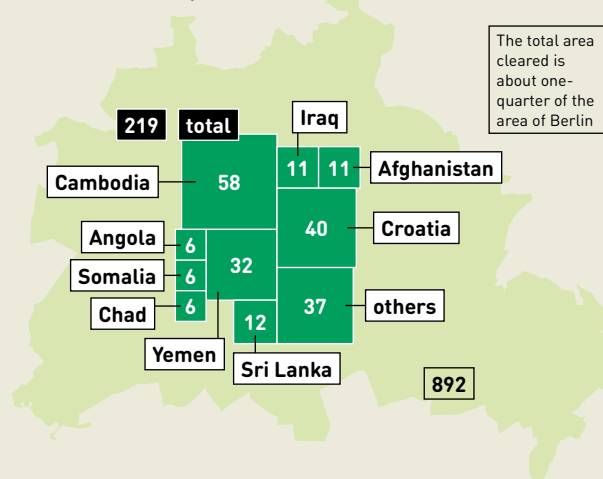 The total area
cleared is
about one-
quarter of the
area of Berlin
219 total
Iraq
11 11
Afghanistan
Cambodia
58
Croatia
40
Angola
6
Somalia
6
32
Chad
6
37
others
12
Yemen
Sri Lanka
892